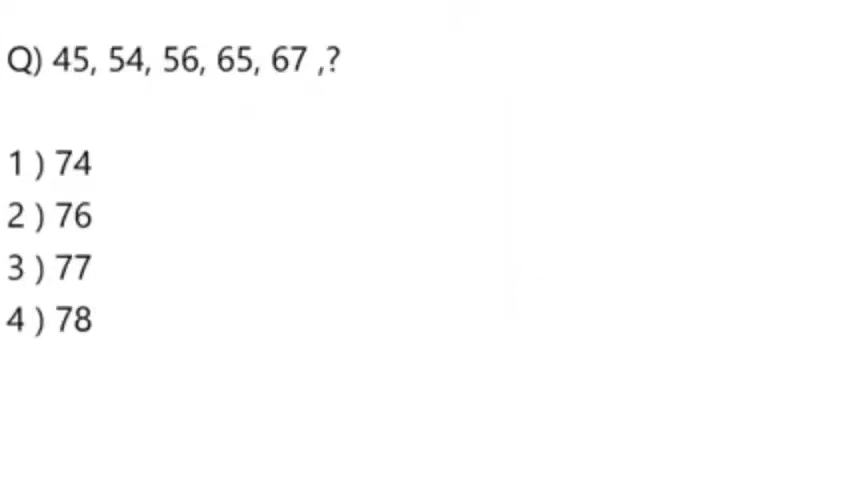 Q) 45, 54, 56, 65, 67 ,?
1 ) 74
2 ) 76
3 ) 77
4 ) 78